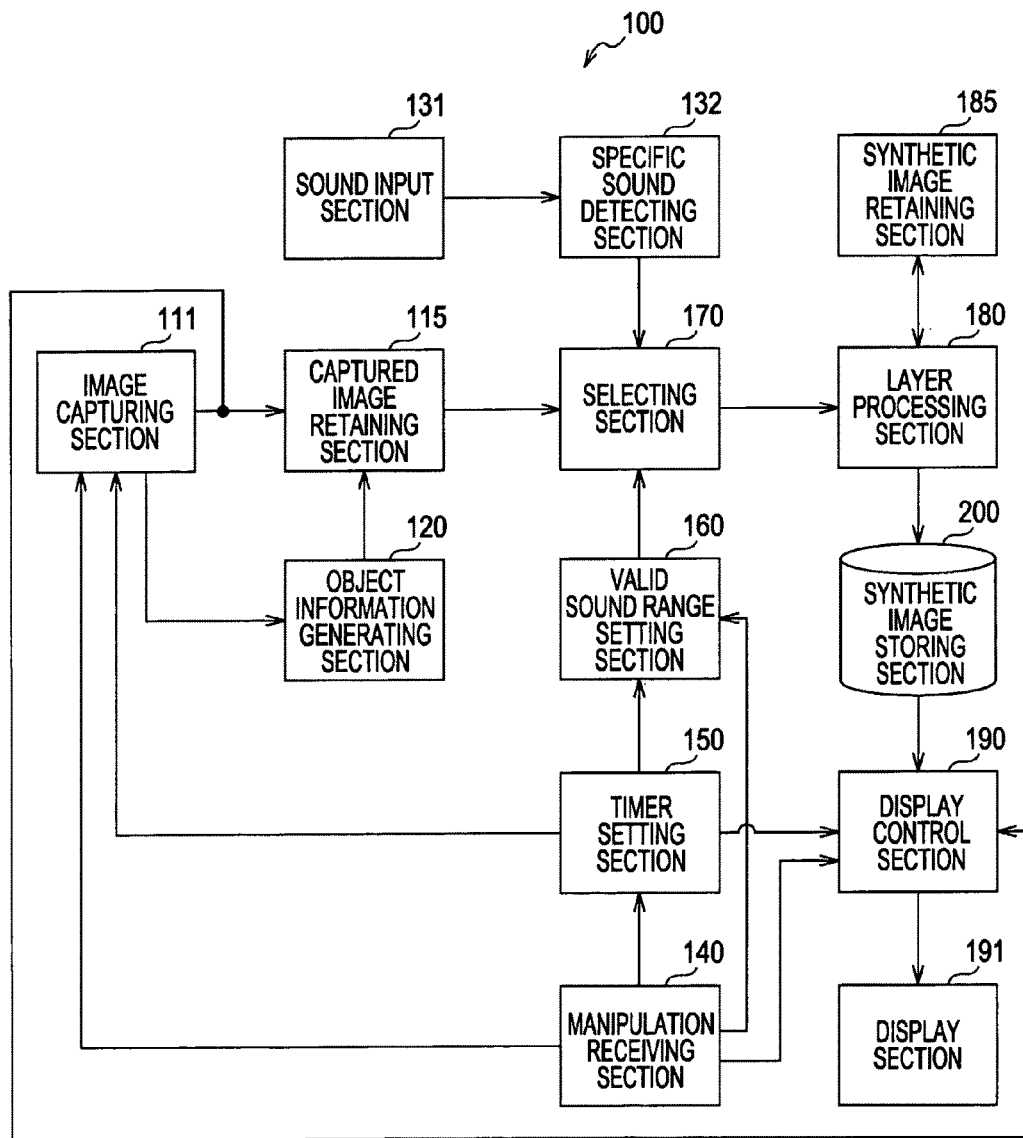 100
131
SOUND INPUT
SECTION
132
SPECIFIC
SOUND
DETECTING
SECTION
185
SYNTHETIC
IMAGE
RETAINING
SECTION
111
IMAGE
CAPTURING
SECTION
115
CAPTURED
IMAGE
RETAINING
SECTION
170
SELECTING
SECTION
180
LAYER
PROCESSING
SECTION
120
OBJECT
INFORMATION
GENERATING
SECTION
160
VALID
SOUND RANGE
SETTING
SECTION
200
SYNTHETIC
IMAGE
STORING
SECTION
150
TIMER
SETTING
SECTION
190
DISPLAY
CONTROL
SECTION
140
MANIPULATION
RECEIVING
SECTION
191
DISPLAY
SECTION